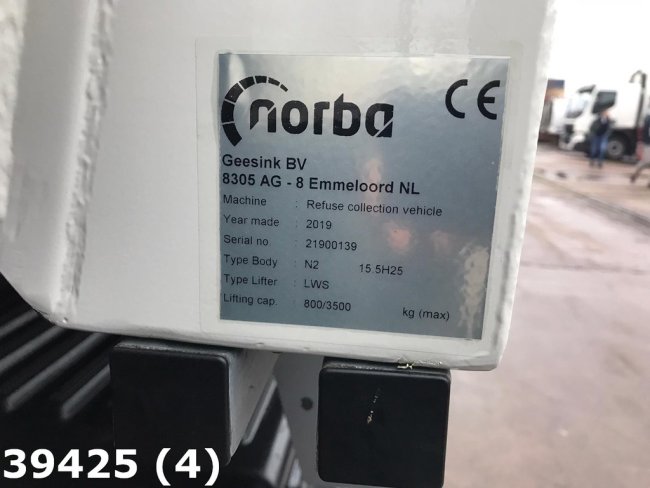 norba CE
Geesink BV
8305 AG - 8 Emmeloord NL
Machine : Refuse collection vehicle
Year made : 2019
Serial no : 21900139
Type Body : N2 15.5H25
Type Lifter : LWS
Lifting cap. : 800/3500 kg (max)
39425 (4)